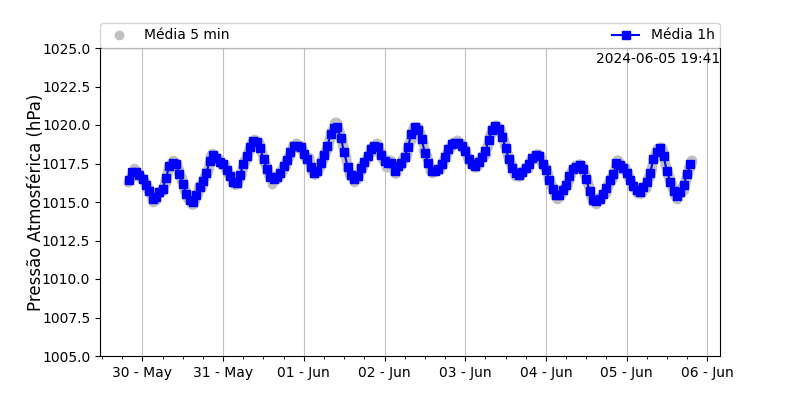 Média 5 min
Média 1h
2024-06-05 19:41
Pressão Atmosférica (hPa)
1025.0
1022.5
1020.0
1017.5
1015.0
1012.5
1010.0
1007.5
1005.0
30 - May
31 - May
01 - Jun
02 - Jun
03 - Jun
04 - Jun
05 - Jun
06 - Jun